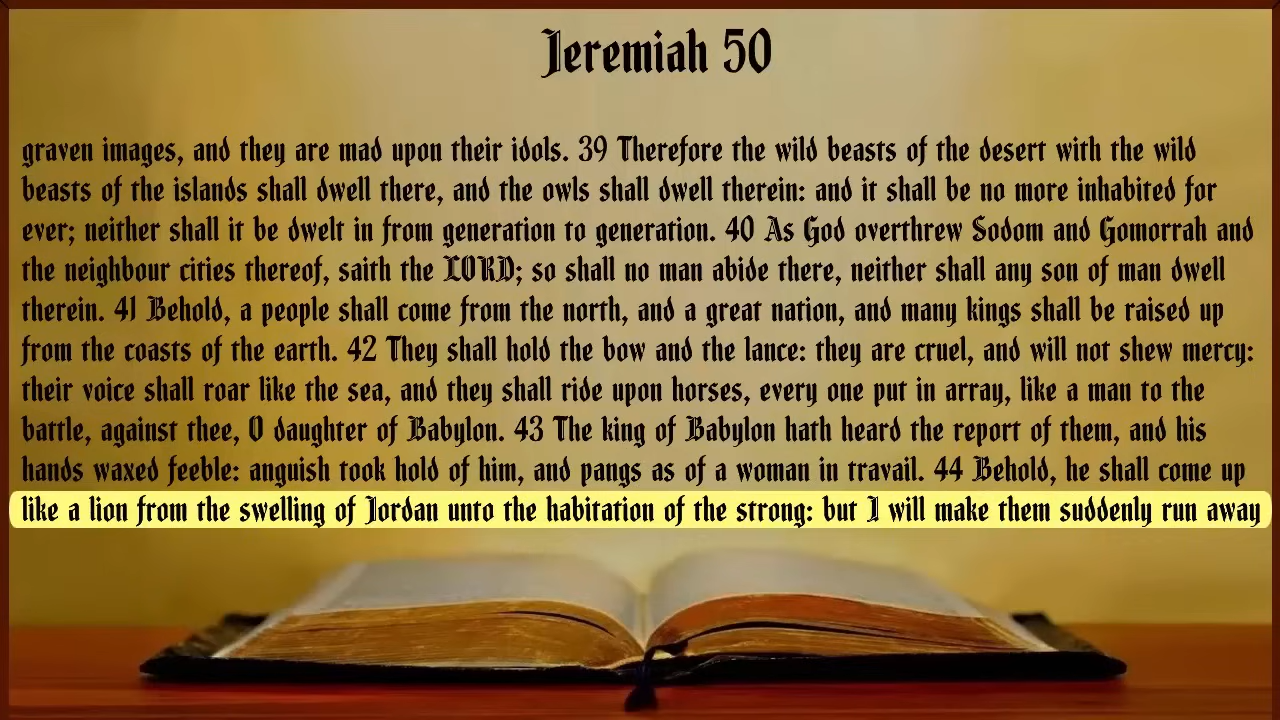 Jeremiah 50
graven images, and they are mad upon their idols. 39 Therefore the wild beasts of the desert with the wild
beasts of the islands shall dwell there, and the owls shall dwell therein: and it shall be no more inhabited for
ever; neither shall it be dwelt in from generation to generation. 40 As God overthrew Sodom and Gomorrah and
the neighbour cities thereof, saith the LORD; so shall no man abide there, neither shall any son of man dwell
therein. 41 Behold, a people shall come from the north, and a great nation, and many kings shall be raised up
from the coasts of the earth. 42 They shall hold the bow and the lance: they are cruel, and will not shew mercy:
their voice shall roar like the sea, and they shall ride upon horses, every one put in array, like a man to the
battle, against thee, O daughter of Babylon. 43 The king of Babylon hath heard the report of them, and his
hands waxed feeble: anguish took hold of him, and pangs as of a woman in travail. 44 Behold, he shall come up
like a lion from the swelling of Jordan unto the habitation of the strong: but I will make them suddenly run away